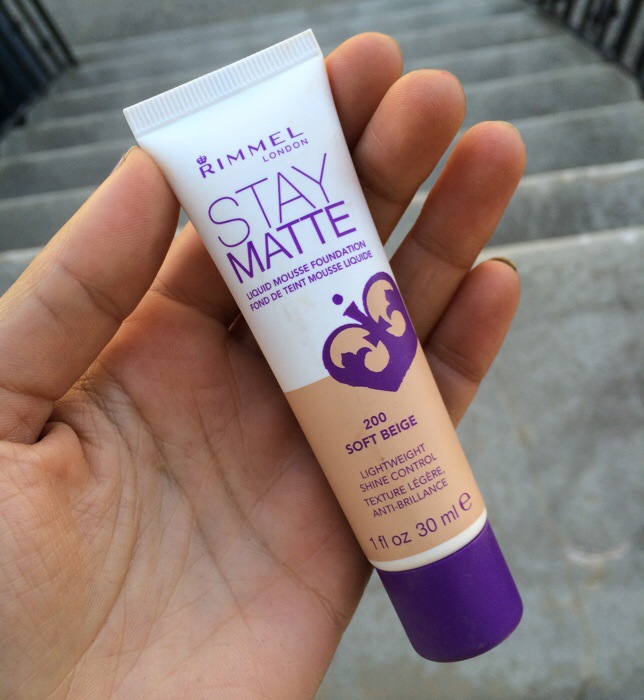 RIMMEL
LONDON
STAY
MATTE
LIQUID MOUSSE FOUNDATION
FOND DE TEINT MOUSSE LIQUIDE
200
SOFT BEIGE
LIGHTWEIGHT
SHINE CONTROL
TEXTURE LÉGÈRE
ANTI-BRILLANCE
1 fl oz 30 ml ℮